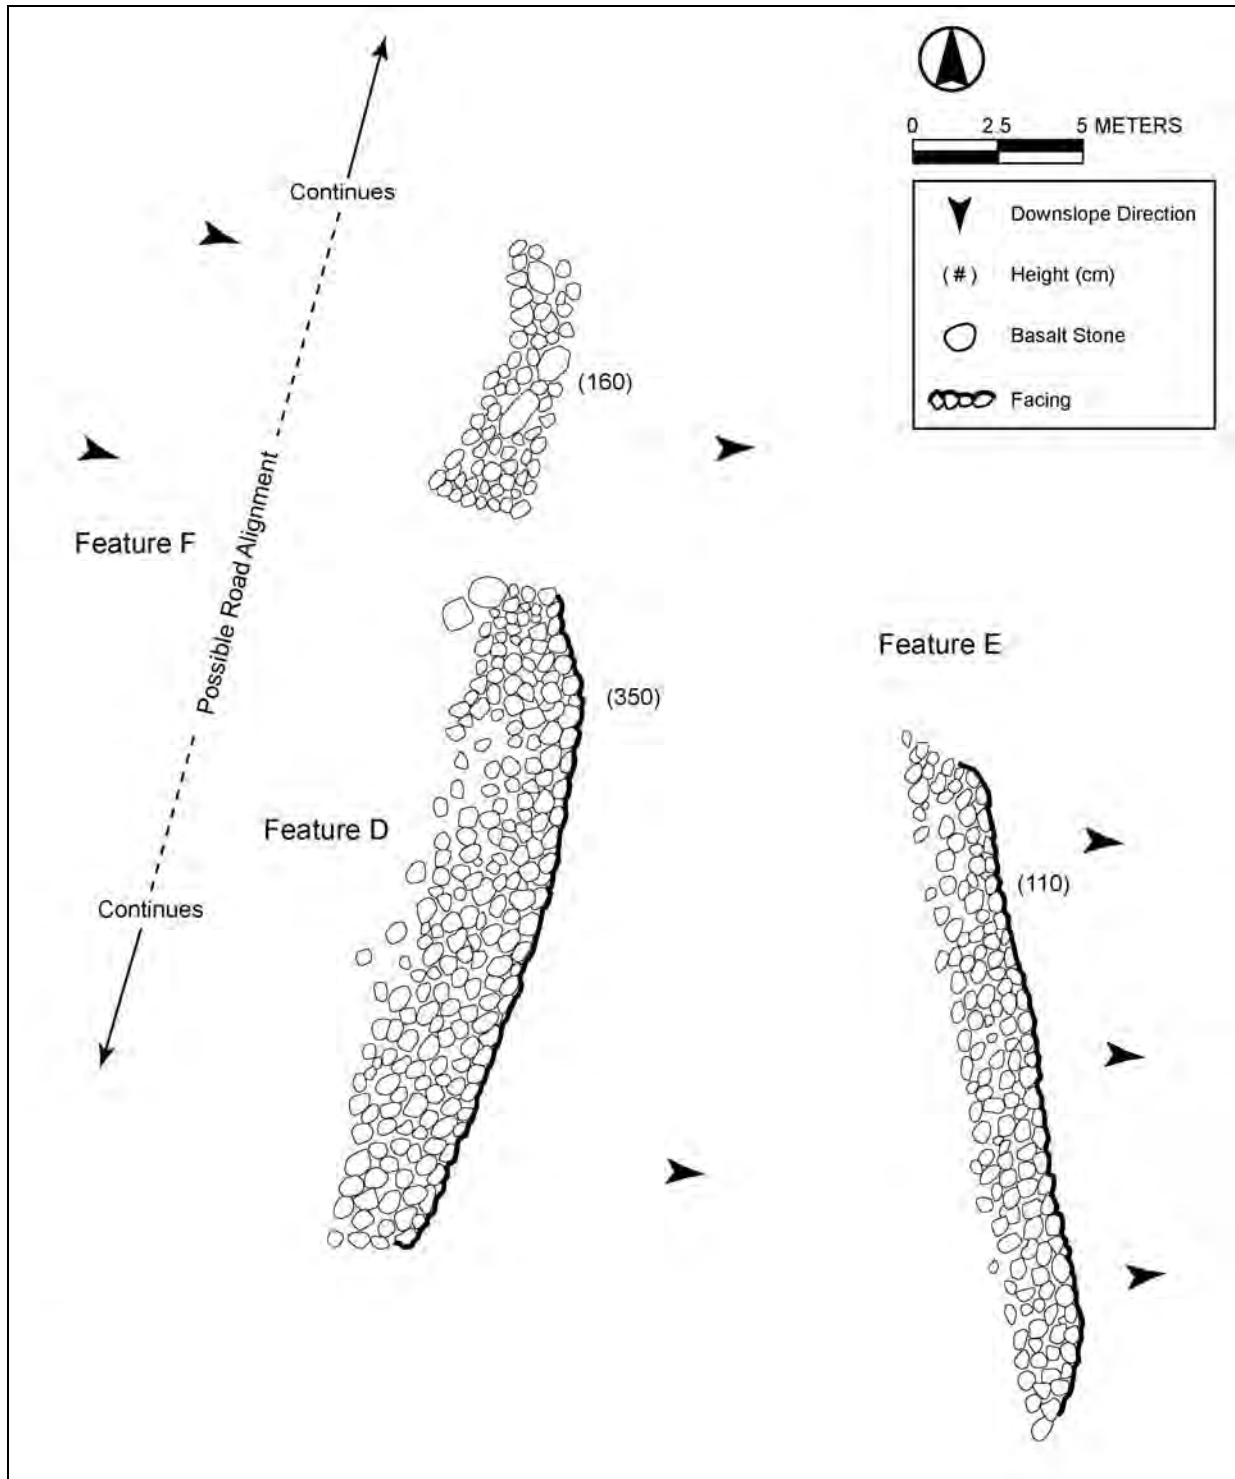 0 2.5 5 METERS
Continues
Downslope Direction
(#) Height (cm)
Basalt Stone
(160)
Facing
Possible Road Alignment
Feature F
Feature E
(350)
Feature D
(110)
Continues